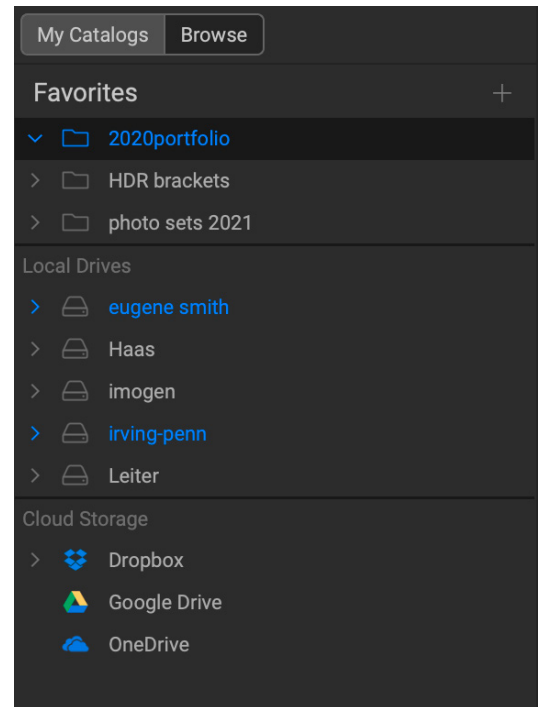 My Catalogs Browse
Favorites
2020portfolio
HDR brackets
photo sets 2021
Local Drives
eugene smith
Haas
imogen
irving-penn
Leiter
Cloud Storage
Dropbox
Google Drive
OneDrive